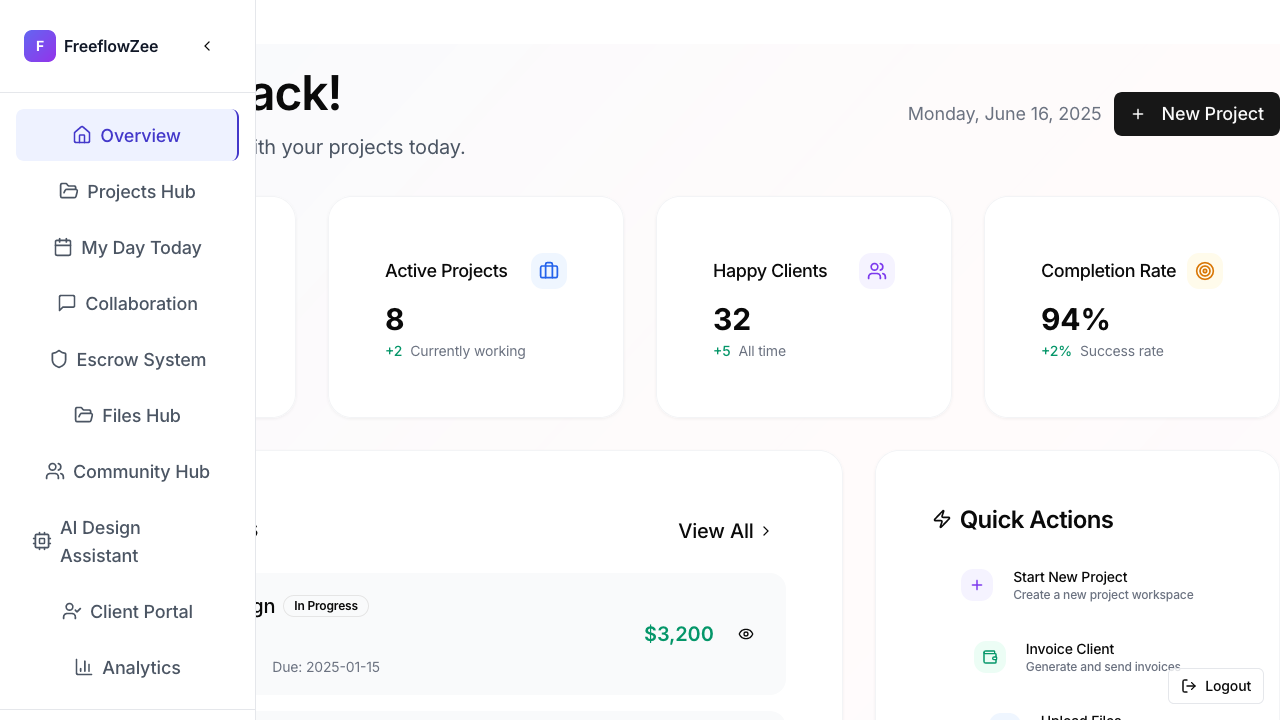 F FreeflowZee
Overview
Projects Hub
My Day Today
Collaboration
Escrow System
Files Hub
Community Hub
AI Design
Assistant
Client Portal
Analytics
ack!
ith your projects today.
Monday, June 16, 2025
+ New Project
Active Projects
8
+2 Currently working
Happy Clients
32
+5 All time
Completion Rate
94%
+2% Success rate
View All
gn In Progress
$3,200
Due: 2025-01-15
Quick Actions
Start New Project
Create a new project workspace
Invoice Client
Generate and send invoices
Upload Files
Logout